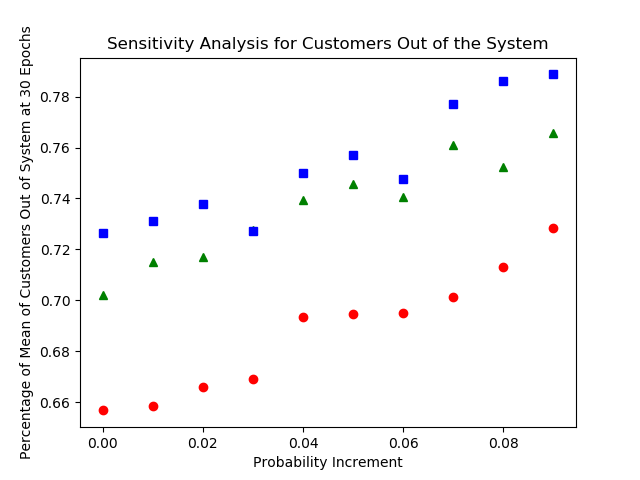 Sensitivity Analysis for Customers Out of the System
Percentage of Mean of Customers Out of System at 30 Epochs
0.78
0.76
0.74
0.72
0.70
0.68
0.66
0.00 0.02 0.04 0.06 0.08
Probability Increment